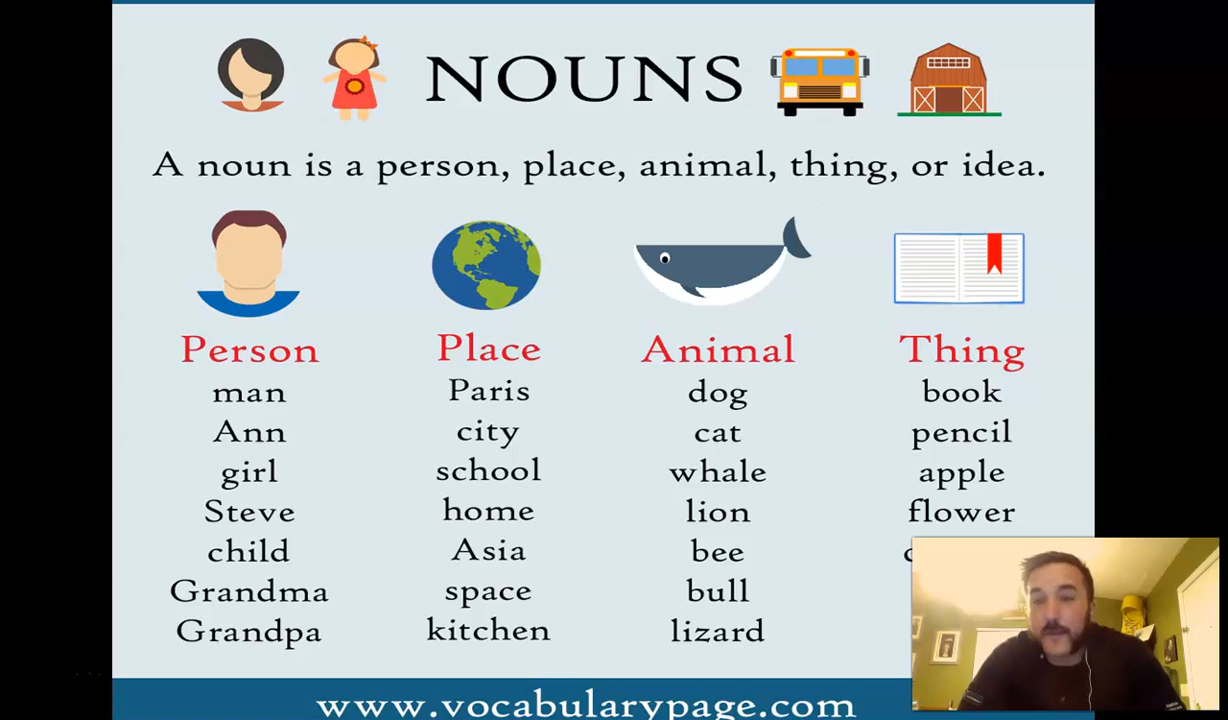 NOUNS
A noun is a person, place, animal, thing, or idea.
Person
man
Ann
girl
Steve
child
Grandma
Grandpa
Place
Paris
city
school
home
Asia
space
kitchen
Animal
dog
cat
whale
lion
bee
bull
lizard
Thing
book
pencil
apple
flower
www.vocabularypage.com